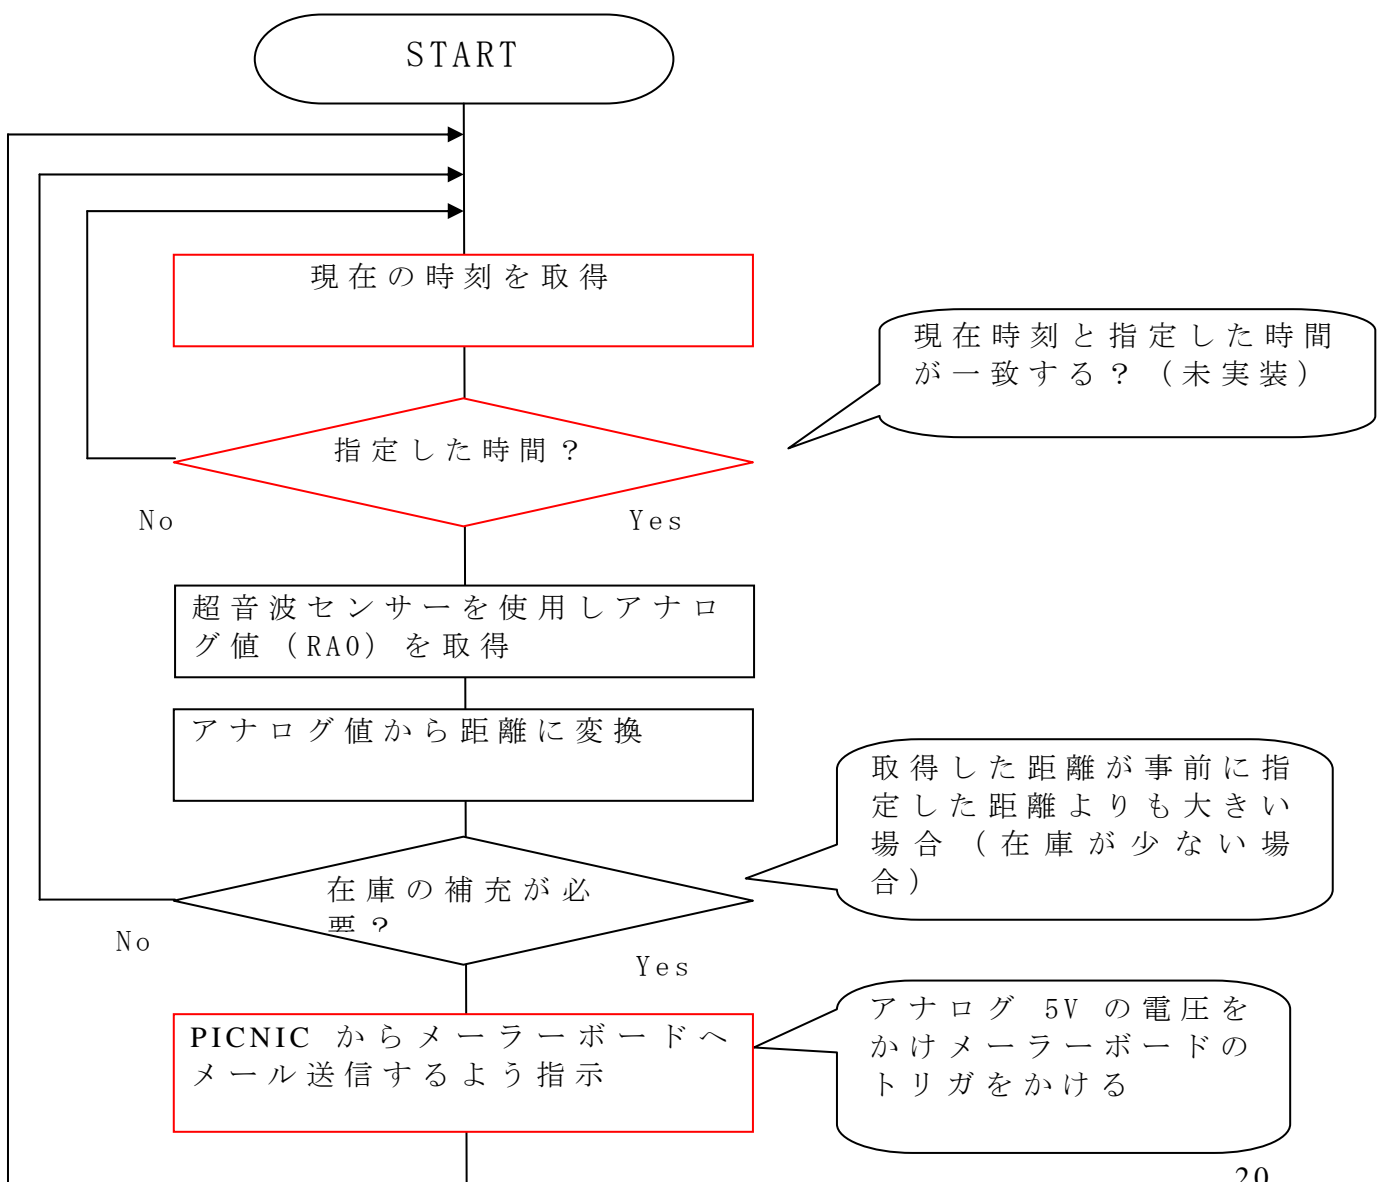 START
現在の時刻を取得
現在時刻と指定した時間
が一致する？（未実装）
指定した時間？
No
Yes
超音波センサーを使用しアナロ
グ値（RA0）を取得
アナログ値から距離に変換
取得した距離が事前に指
定した距離よりも大きい
場合（在庫が少ない場
合）
在庫の補充が必
要？
No
Yes
PICNIC からメーラーボードへ
メール送信するよう指示
アナログ 5V の電圧を
かけメーラーボードの
トリガをかける
20